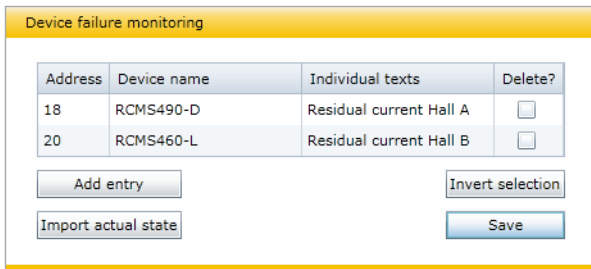 Device failure monitoring
Address Device name Individual texts Delete?
18 RCMS490-D Residual current Hall A
20 RCMS460-L Residual current Hall B
Add entry Invert selection
Import actual state Save